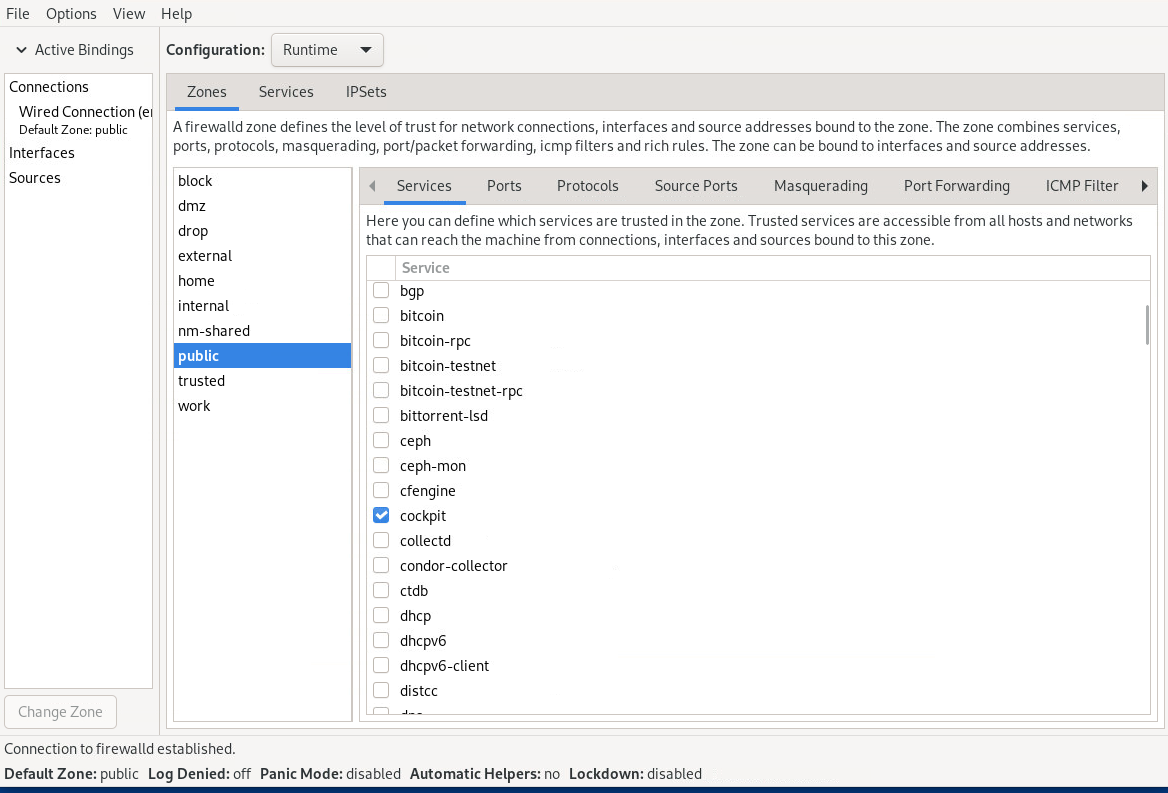 File Options View Help
Active Bindings
Configuration: Runtime
Connections
Wired Connection (er
Default Zone: public
Interfaces
Sources
Change Zone
Zones Services IPSets
A firewalld zone defines the level of trust for network connections, interfaces and source addresses bound to the zone. The zone combines services,
ports, protocols, masquerading, port/packet forwarding, icmp filters and rich rules. The zone can be bound to interfaces and source addresses.
block
dmz
drop
external
home
internal
nm-shared
public
trusted
work
Services Ports Protocols Source Ports Masquerading Port Forwarding ICMP Filter
Here you can define which services are trusted in the zone. Trusted services are accessible from all hosts and networks
that can reach the machine from connections, interfaces and sources bound to this zone.
Service
bgp
bitcoin
bitcoin-rpc
bitcoin-testnet
bitcoin-testnet-rpc
bittorrent-lsd
ceph
ceph-mon
cfengine
cockpit
collectd
condor-collector
ctdb
dhcp
dhcpv6
dhcpv6-client
distcc
Connection to firewalld established.
Default Zone: public Log Denied: off Panic Mode: disabled Automatic Helpers: no Lockdown: disabled